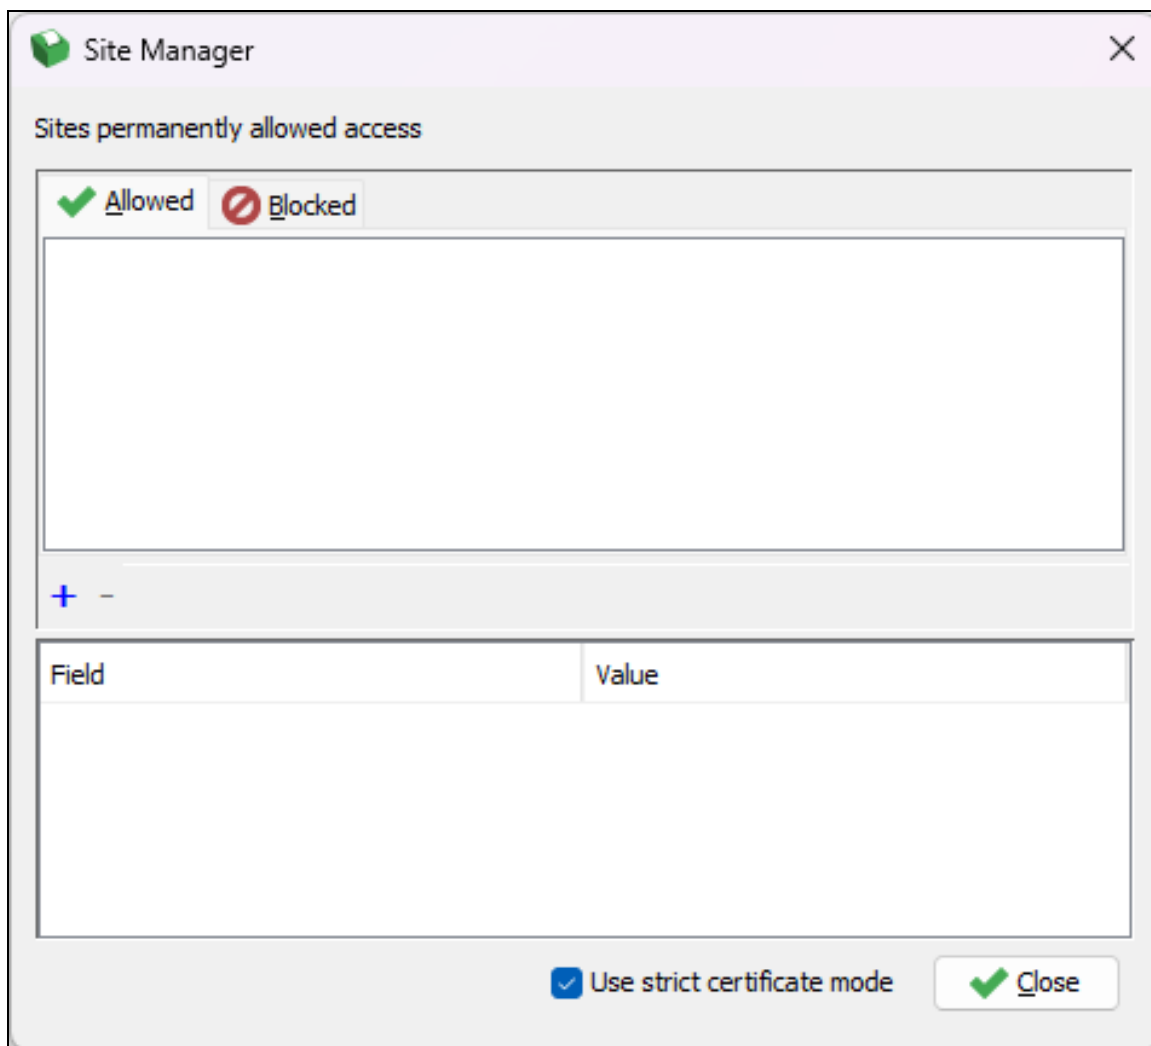 Site Manager
Sites permanently allowed access
Allowed Blocked
Field Value
Use strict certificate mode Close